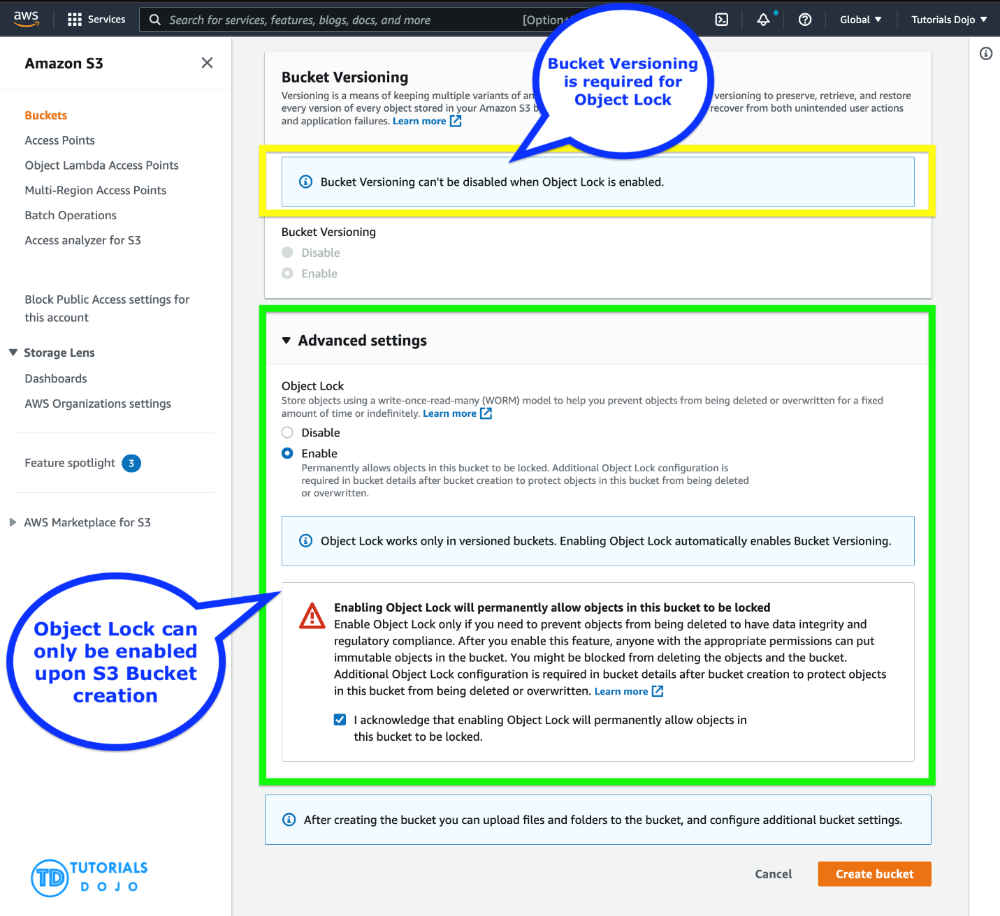 aws
Services
Search for services, features, blogs, docs, and more
[Option+
Global
Tutorials Dojo
Amazon S3
Buckets
Access Points
Object Lambda Access Points
Multi-Region Access Points
Batch Operations
Access analyzer for S3
Block Public Access settings for
this account
Storage Lens
Dashboards
AWS Organizations settings
Feature spotlight 3
AWS Marketplace for S3
Object Lock can
only be enabled
upon S3 Bucket
creation
TD TUTORIALS
DOJO
Bucket Versioning
is required for
Object Lock
Bucket Versioning
Versioning is a means of keeping multiple variants of an versioning to preserve, retrieve, and restore
every version of every object stored in your Amazon S3 b recover from both unintended user actions
and application failures. Learn more
Bucket Versioning can't be disabled when Object Lock is enabled.
Bucket Versioning
Disable
Enable
Advanced settings
Object Lock
Store objects using a write-once-read-many (WORM) model to help you prevent objects from being deleted or overwritten for a fixed
amount of time or indefinitely. Learn more
Disable
Enable
Permanently allows objects in this bucket to be locked. Additional Object Lock configuration is
required in bucket details after bucket creation to protect objects in this bucket from being deleted
or overwritten.
Object Lock works only in versioned buckets. Enabling Object Lock automatically enables Bucket Versioning.
Enabling Object Lock will permanently allow objects in this bucket to be locked
Enable Object Lock only if you need to prevent objects from being deleted to have data integrity and
regulatory compliance. After you enable this feature, anyone with the appropriate permissions can put
immutable objects in the bucket. You might be blocked from deleting the objects and the bucket.
Additional Object Lock configuration is required in bucket details after bucket creation to protect objects
in this bucket from being deleted or overwritten. Learn more
I acknowledge that enabling Object Lock will permanently allow objects in
this bucket to be locked.
After creating the bucket you can upload files and folders to the bucket, and configure additional bucket settings.
Cancel
Create bucket